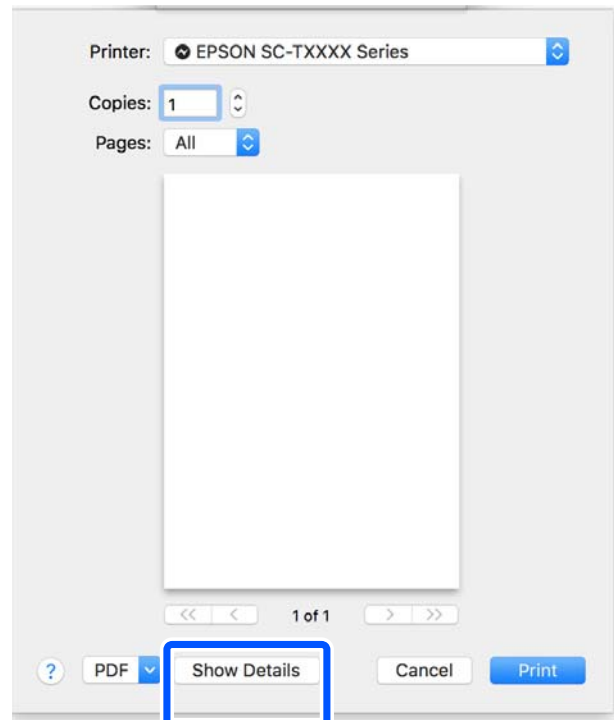 Printer: EPSON SC-TXXXX Series
Copies: 1
Pages: All
<< < 1 of 1 > >>
? PDF Show Details Cancel Print